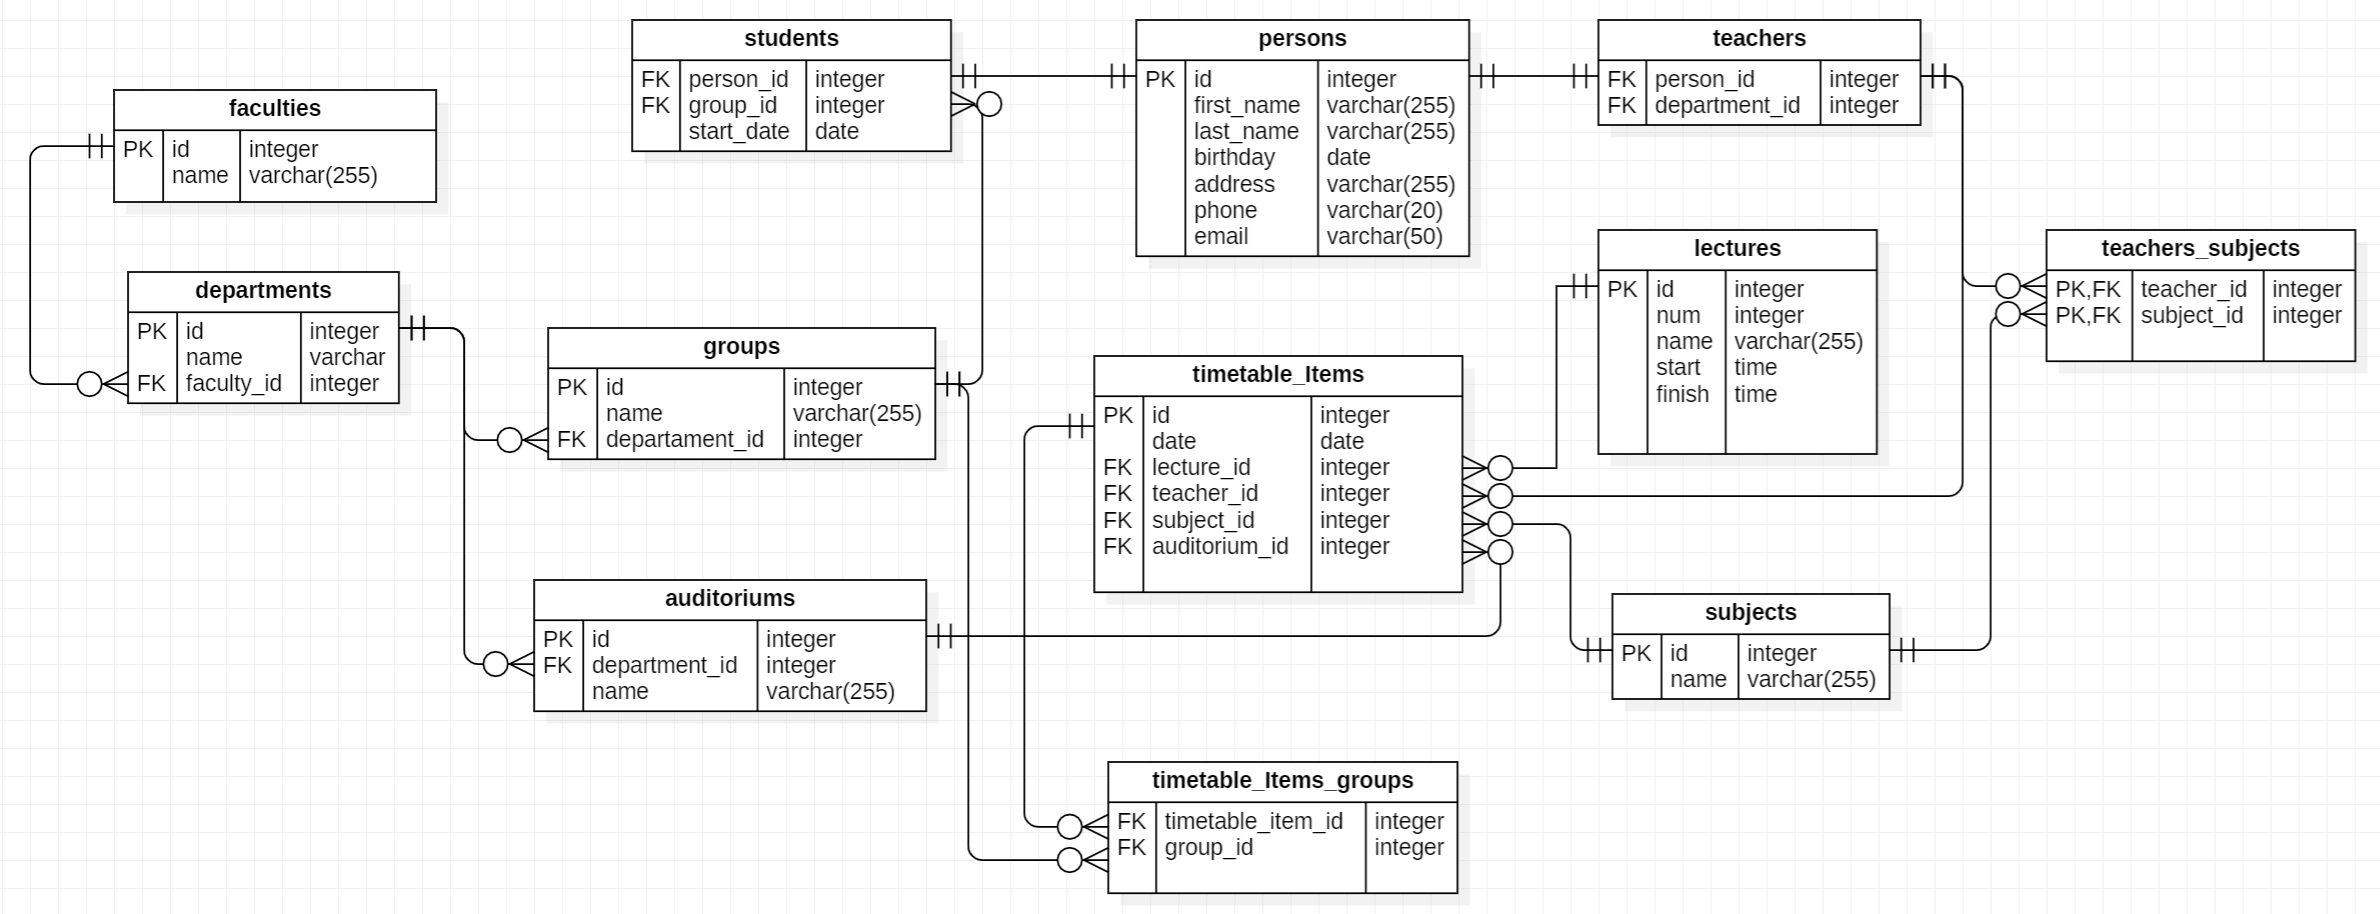 students
FK person_id integer
FK group_id integer
start_date date
persons
PK id integer
first_name varchar(255)
last_name varchar(255)
birthday date
address varchar(255)
phone varchar(20)
email varchar(50)
teachers
FK person_id integer
FK department_id integer
faculties
PK id integer
name varchar(255)
departments
PK id integer
name varchar
FK faculty_id integer
groups
PK id integer
name varchar(255)
FK departament_id integer
timetable_Items
PK id integer
date date
FK lecture_id integer
FK teacher_id integer
FK subject_id integer
FK auditorium_id integer
lectures
PK id integer
num integer
name varchar(255)
start time
finish time
teachers_subjects
PK,FK teacher_id integer
PK,FK subject_id integer
auditoriums
PK id integer
FK department_id integer
name varchar(255)
subjects
PK id integer
name varchar(255)
timetable_Items_groups
FK timetable_item_id integer
FK group_id integer